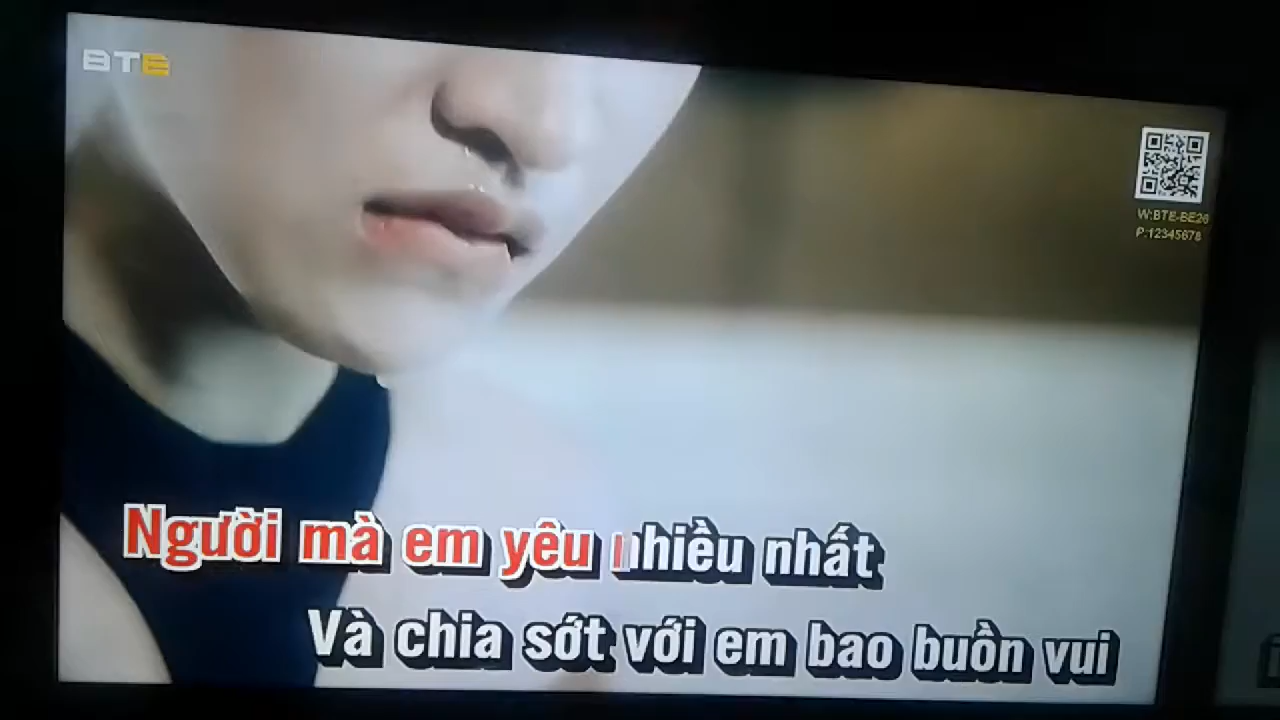 BTE
W:BTE-BE26
P:12345678
Người mà em yêu nhiều nhất
Và chia sớt với em bao buồn vui